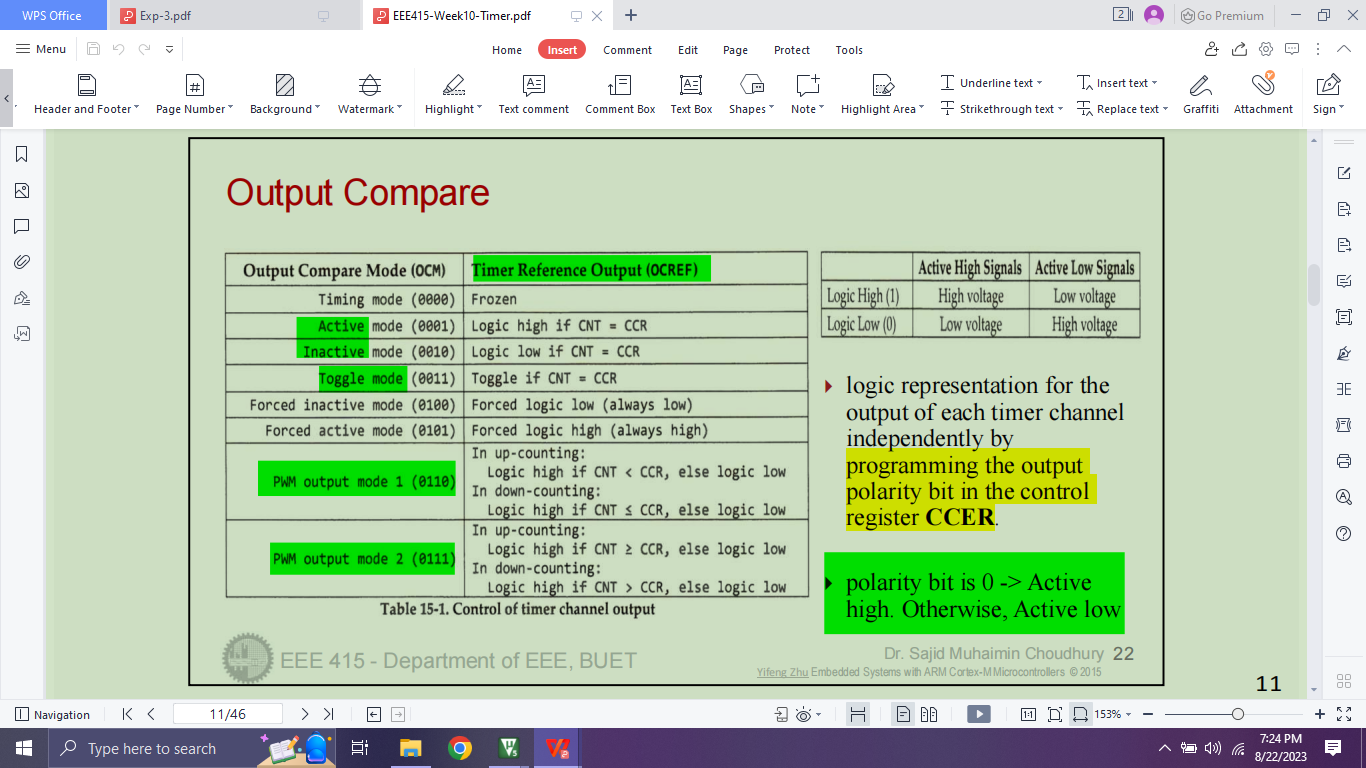 WPS Office
Exp-3.pdf
EEE415-Week10-Timer.pdf
2
Go Premium
Menu
Home
Insert
Comment
Edit
Page
Protect
Tools
Header and Footer
Page Number
Background
Watermark
Highlight
Text comment
Comment Box
Text Box
Shapes
Note
Highlight Area
Underline text
Strikethrough text
Insert text
Replace text
Graffiti
Attachment
Sign
Output Compare
Output Compare Mode (OCM) Timer Reference Output (OCREF)
Timing mode (0000) Frozen
Active mode (0001) Logic high if CNT = CCR
Inactive mode (0010) Logic low if CNT = CCR
Toggle mode (0011) Toggle if CNT = CCR
Forced inactive mode (0100) Forced logic low (always low)
Forced active mode (0101) Forced logic high (always high)
PWM output mode 1 (0110)
In up-counting:
Logic high if CNT < CCR, else logic low
In down-counting:
Logic high if CNT ≤ CCR, else logic low
PWM output mode 2 (0111)
In up-counting:
Logic high if CNT ≥ CCR, else logic low
In down-counting:
Logic high if CNT > CCR, else logic low
Table 15-1. Control of timer channel output
Active High Signals Active Low Signals
Logic High (1) High voltage Low voltage
Logic Low (0) Low voltage High voltage
logic representation for the
output of each timer channel
independently by
programming the output
polarity bit in the control
register CCER.
polarity bit is 0 -> Active
high. Otherwise, Active low
EEE 415 - Department of EEE, BUET
Dr. Sajid Muhaimin Choudhury 22
Yifeng Zhu Embedded Systems with ARM Cortex-M Microcontrollers © 2015
11
Navigation
11/46
1:1
153%
Type here to search
7:24 PM
8/22/2023